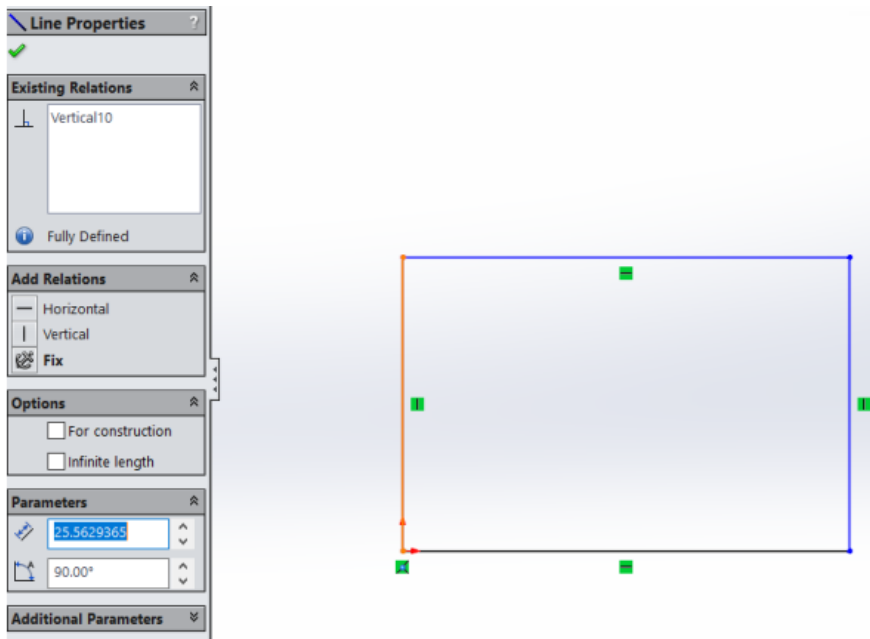 Line Properties ?
Existing Relations
Vertical10
Fully Defined
Add Relations
Horizontal
Vertical
Fix
Options
For construction
Infinite length
Parameters
25.5629365
90.00°
Additional Parameters